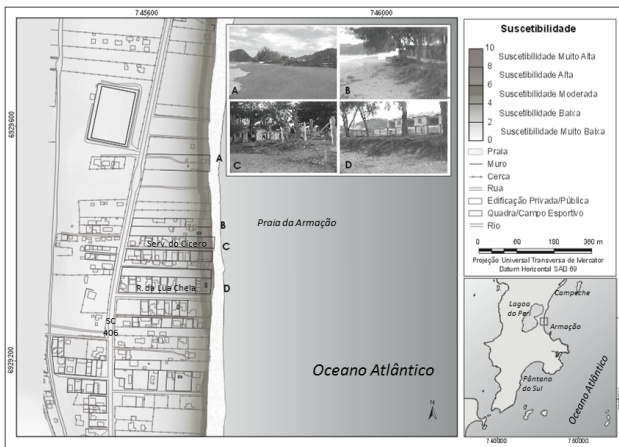 745600
746000
6929600
6929200
A
B
C
D
A
B
C
D
Serv. do Cícero
R. da Lua Cheia
SC
406
Praia da Armação
Oceano Atlântico
N
Suscetibilidade
10
8
6
4
2
0
Suscetibilidade Muito Alta
Suscetibilidade Alta
Suscetibilidade Moderada
Suscetibilidade Baixa
Suscetibilidade Muito Baixa
Praia
Muro
Cerca
Rua
Edificação Privada/Pública
Quadra/Campo Esportivo
Rio
0 60 180 360 m
Projeção Universal Transversa de Mercator
Datum Horizontal SAD 69
Campeche
Lagoa
do Peri
Armação
Pântano
do Sul
Oceano Atlântico
740000
750000